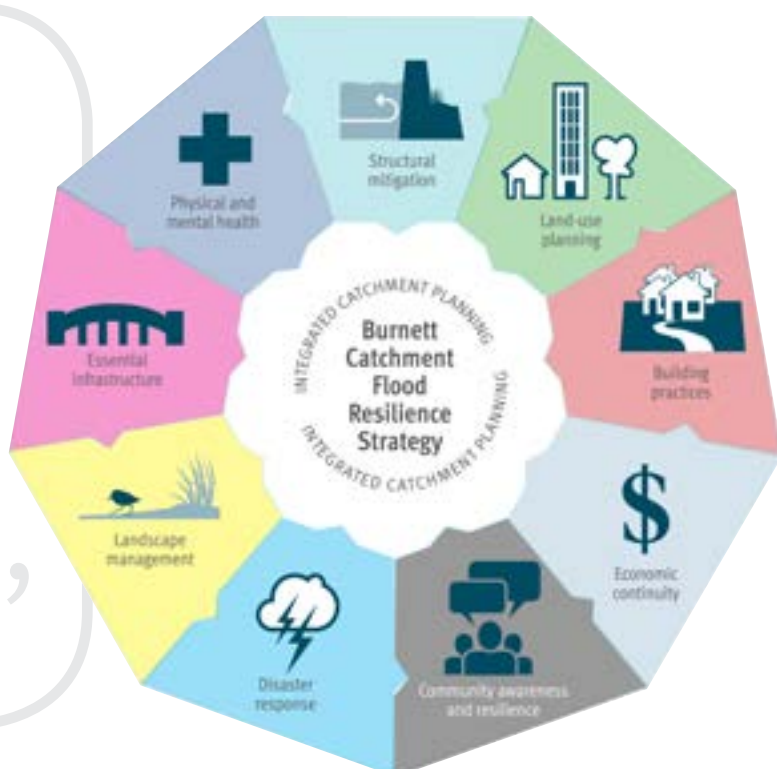 Structural
mitigation
Land-use
planning
Building
practices
Economic
continuity
Community awareness
and resilience
Disaster
response
Landscape
management
Essential
infrastructure
Physical and
mental health
INTEGRATED CATCHMENT PLANNING
Burnett
Catchment
Flood
Resilience
Strategy
INTEGRATED CATCHMENT PLANNING
$
,